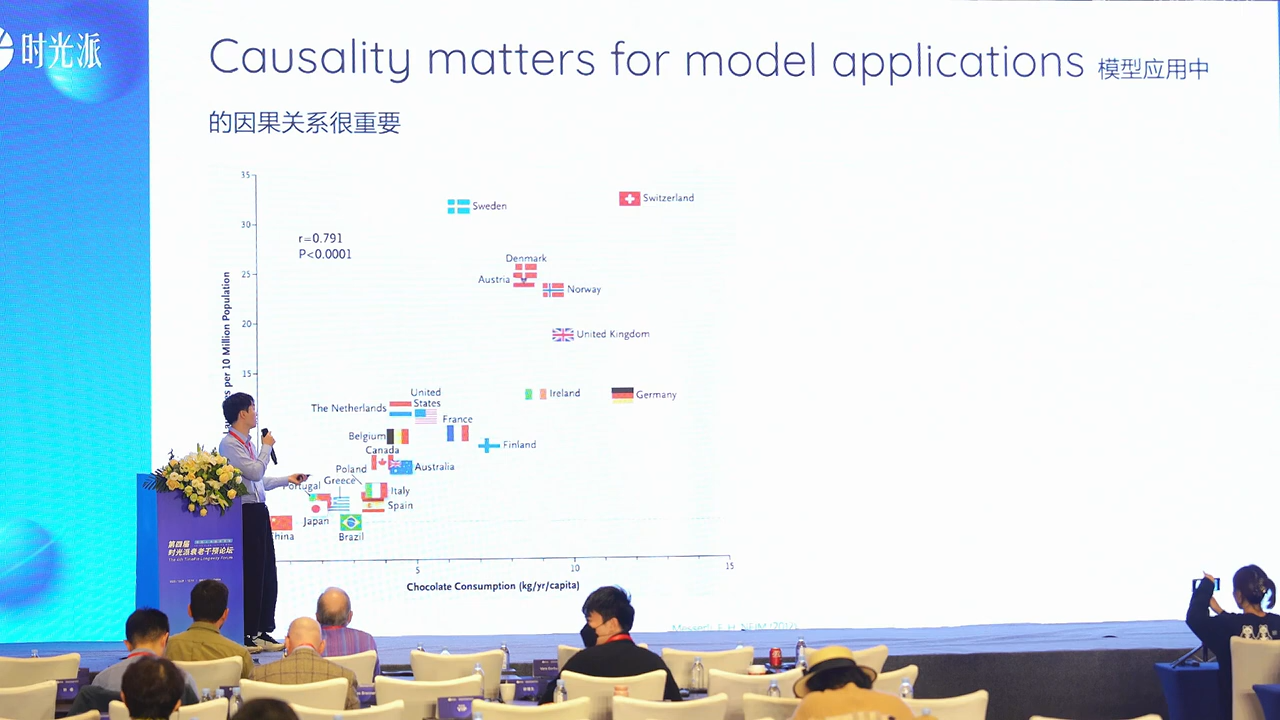 时光派
Causality matters for model applications 模型应用中
的因果关系很重要
35
30
25
20
15
r=0.791
P<0.0001
Sweden
Switzerland
Denmark
Austria
Norway
United Kingdom
Ireland
Germany
United
States
The Netherlands
France
Belgium
Finland
Canada
Australia
Poland
Greece
Portugal
Italy
Spain
Japan
Brazil
hina
es per 10 Million Population
5
10
15
Chocolate Consumption (kg/yr/capita)
第四届
时光派衰老干预论坛